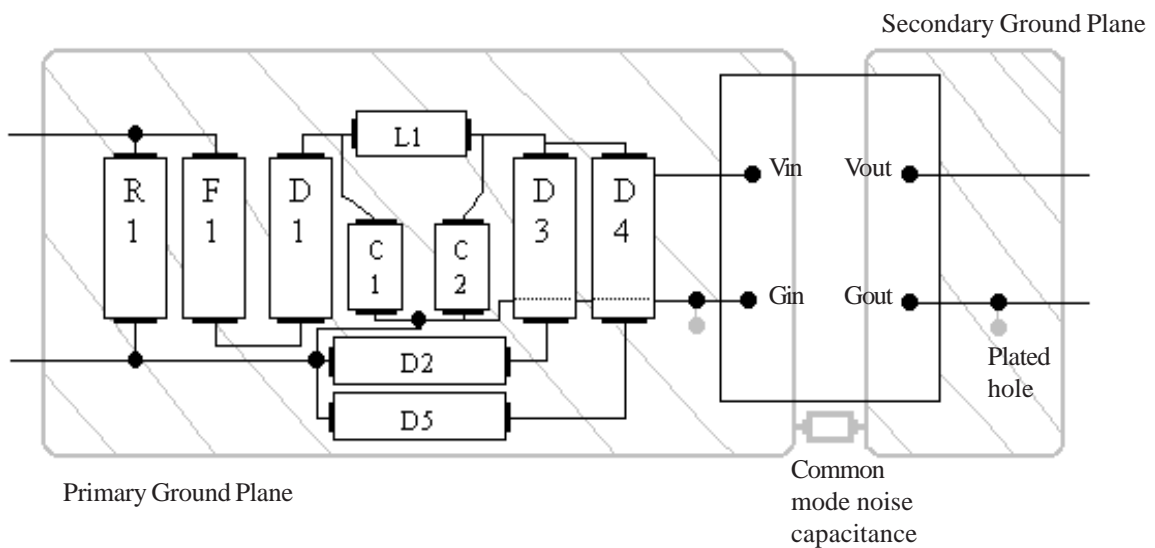 Secondary Ground Plane
L1
R
1
F
1
D
1
D
3
D
4
Vin
Vout
C
1
C
2
Gin
Gout
D2
Plated
hole
D5
Primary Ground Plane
Common
mode noise
capacitance